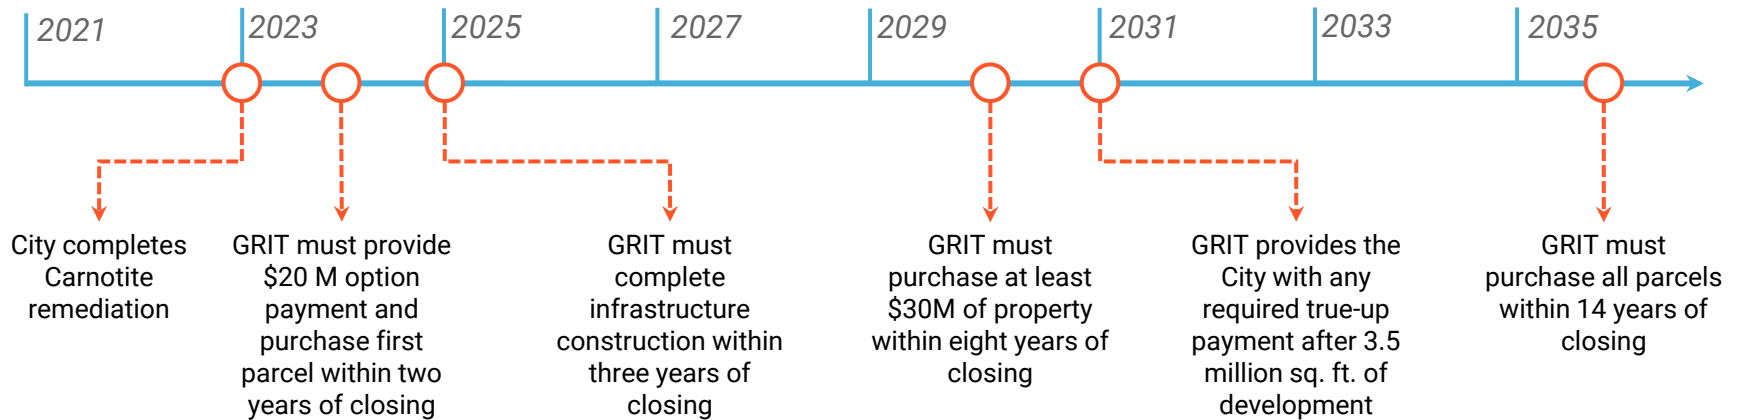 2021
2023
2025
2027
2029
2031
2033
2035
City completes
Carnotite
remediation
GRIT must provide
$20 M option
payment and
purchase first
parcel within two
years of closing
GRIT must
complete
infrastructure
construction within
three years of
closing
GRIT must
purchase at least
$30M of property
within eight years of
closing
GRIT provides the
City with any
required true-up
payment after 3.5
million sq. ft. of
development
GRIT must
purchase all parcels
within 14 years of
closing